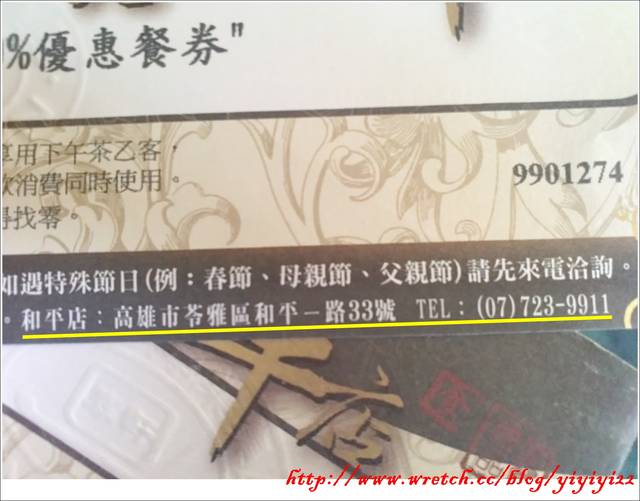 %優惠餐券"
享用下午茶乙客，
欠消費同時使用。
9901274
得找零。
如遇特殊節日(例：春節、母親節、父親節)請先來電洽詢。
。和平店：高雄市苓雅區和平一路33號 TEL：(07)723-9911
店
http://www.wretch.cc/blog/yiyiyi22